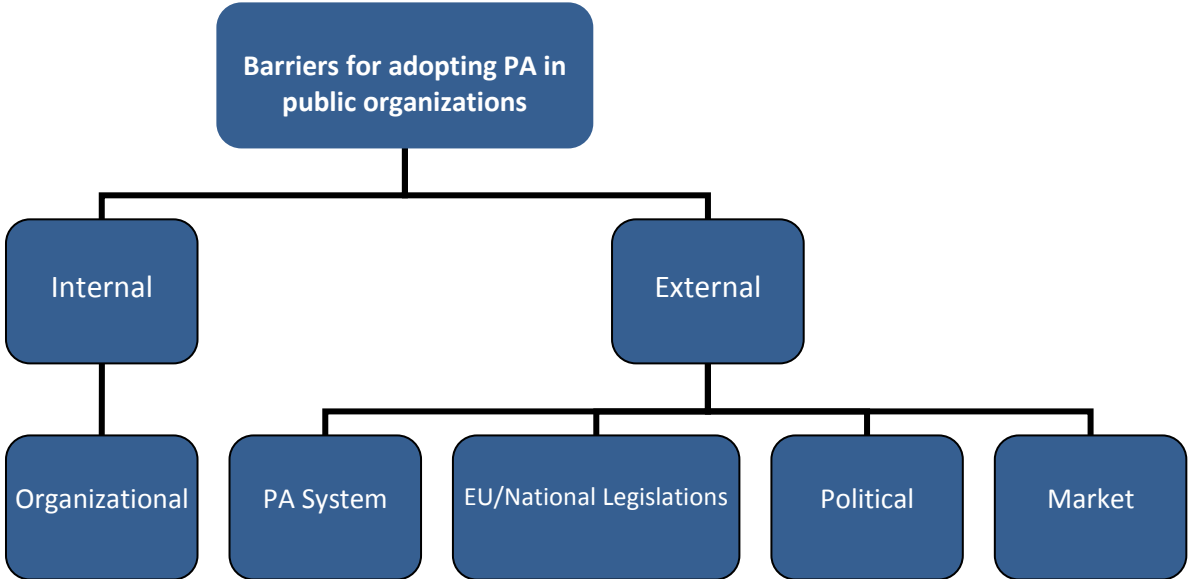 Barriers for adopting PA in
public organizations
Internal
External
Organizational
PA System
EU/National Legislations
Political
Market